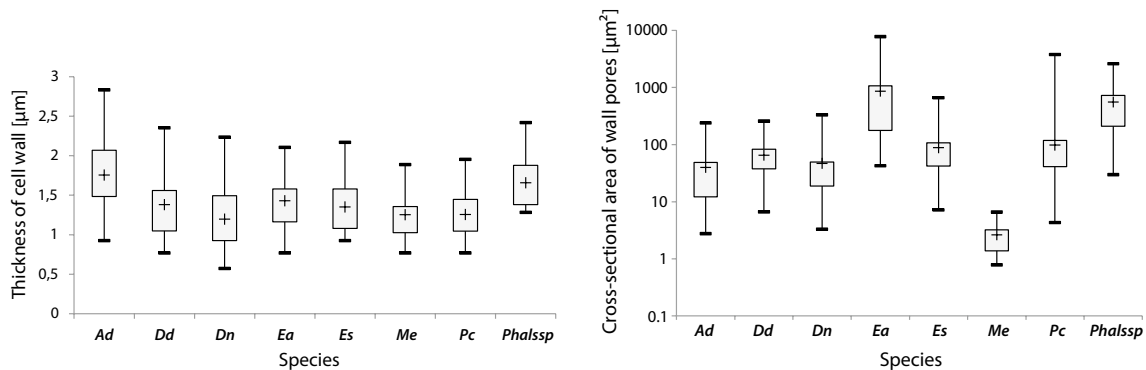 Thickness of cell wall [µm]
3
2,5
2
1,5
1
0,5
0
Ad Dd Dn Ea Es Me Pc Phalssp
Species
Cross-sectional area of wall pores [µm²]
10000
1000
100
10
1
0.1
Ad Dd Dn Ea Es Me Pc Phalssp
Species